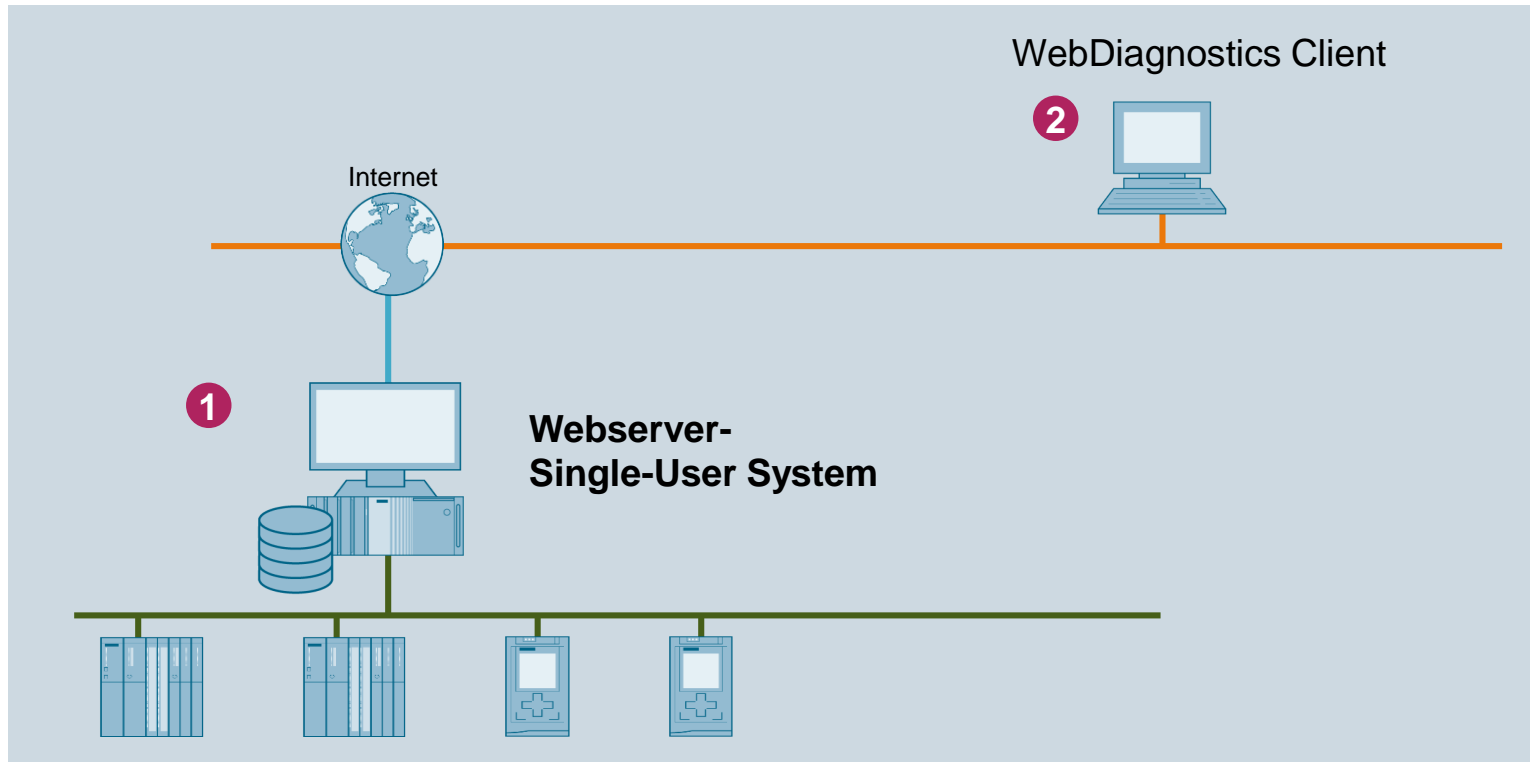 WebDiagnostics Client
2
Internet
1
Webserver-
Single-User System